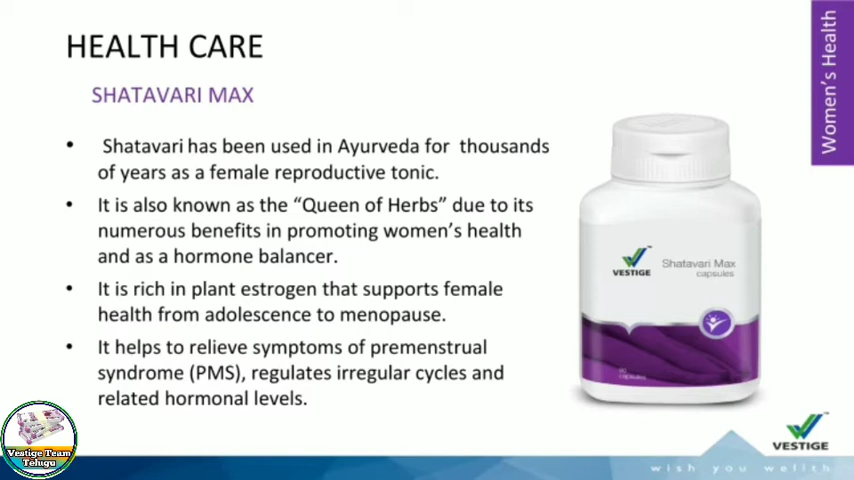 HEALTH CARE
Women's Health
SHATAVARI MAX
• Shatavari has been used in Ayurveda for thousands
of years as a female reproductive tonic.
• It is also known as the “Queen of Herbs” due to its
numerous benefits in promoting women's health
and as a hormone balancer.
• It is rich in plant estrogen that supports female
health from adolescence to menopause.
• It helps to relieve symptoms of premenstrual
syndrome (PMS), regulates irregular cycles and
related hormonal levels.
VESTIGE
Shatavari Max
capsules
60
capsules
Vestige Team
Telugu
VESTIGE
wish you wellth